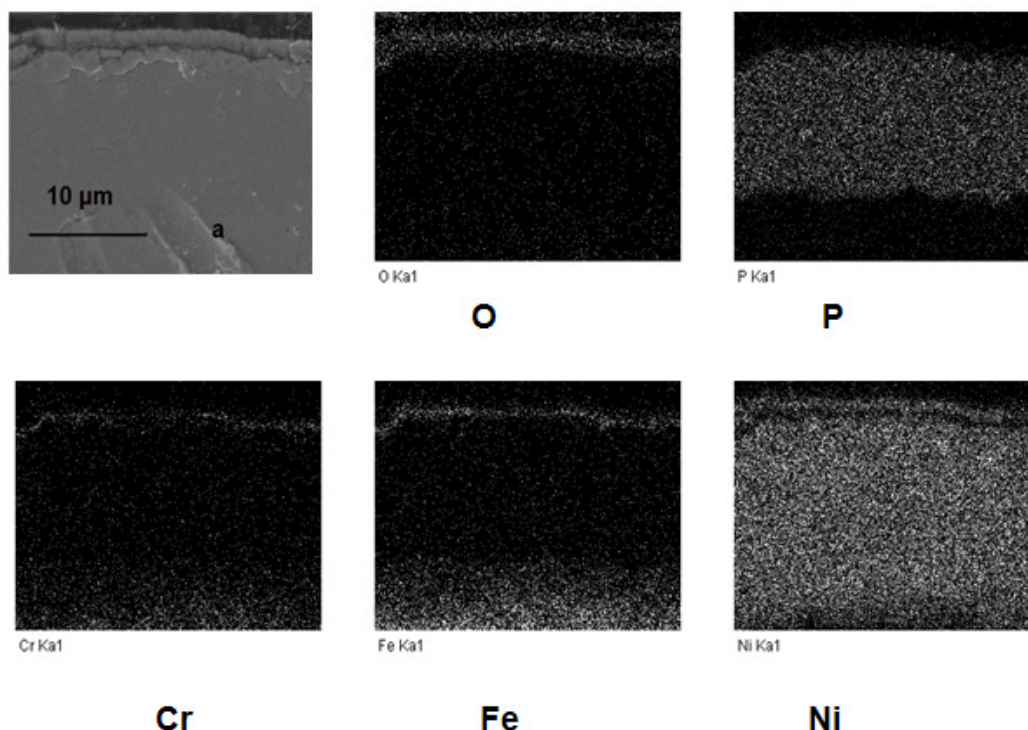 10 µm
a
O Ka1
P Ka1
O
P
Cr Ka1
Fe Ka1
Ni Ka1
Cr
Fe
Ni